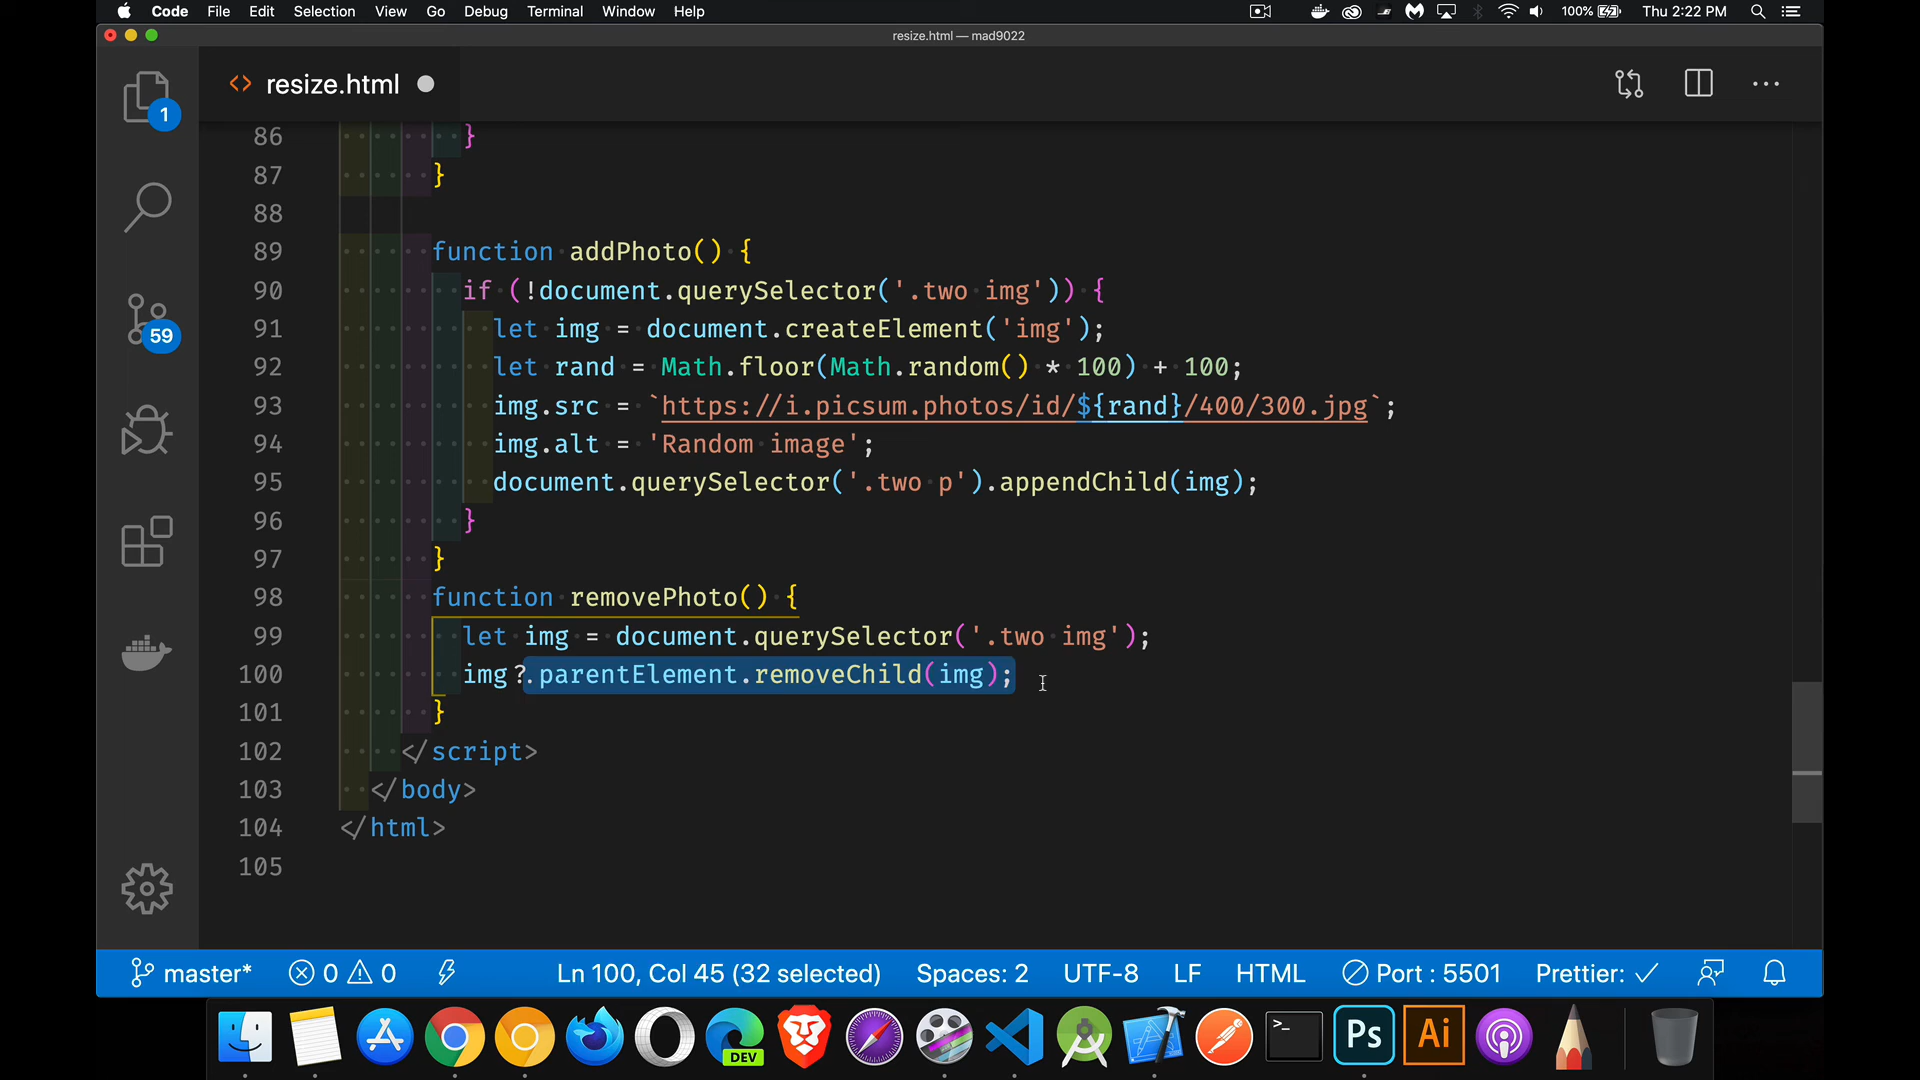 Code File Edit Selection View Go Debug Terminal Window Help 100% Thu 2:22 PM
resize.html — mad9022
1
<> resize.html
86 }
87 }
88
89 function addPhoto() {
90 if (!document.querySelector('.two img')) {
91 let img = document.createElement('img');
92 let rand = Math.floor(Math.random() * 100) + 100;
93 img.src = `https://i.picsum.photos/id/${rand}/400/300.jpg`;
94 img.alt = 'Random image';
95 document.querySelector('.two p').appendChild(img);
96 }
97 }
98 function removePhoto() {
99 let img = document.querySelector('.two img');
100 img?.parentElement.removeChild(img);
101 }
102 </script>
103 </body>
104 </html>
105
59
master* 0 0 Ln 100, Col 45 (32 selected) Spaces: 2 UTF-8 LF HTML Port : 5501 Prettier: ✓
DEV >_ Ps Ai